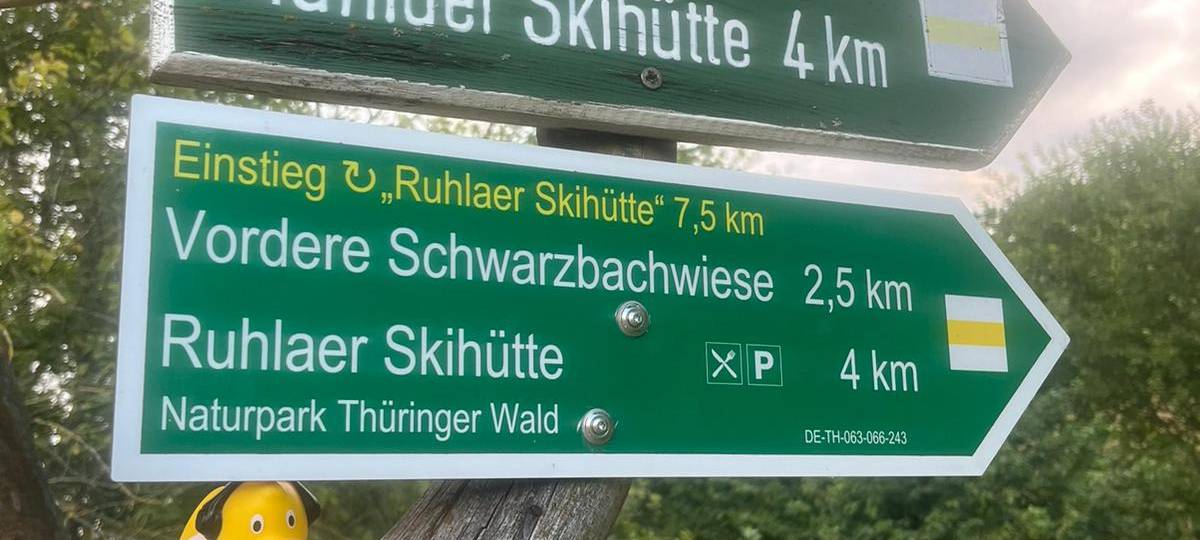 Skihütte 4 km
Einstieg ↻ „Ruhlaer Skihütte“ 7,5 km
Vordere Schwarzbachwiese 2,5 km
Ruhlaer Skihütte P 4 km
Naturpark Thüringer Wald
DE-TH-063-066-243